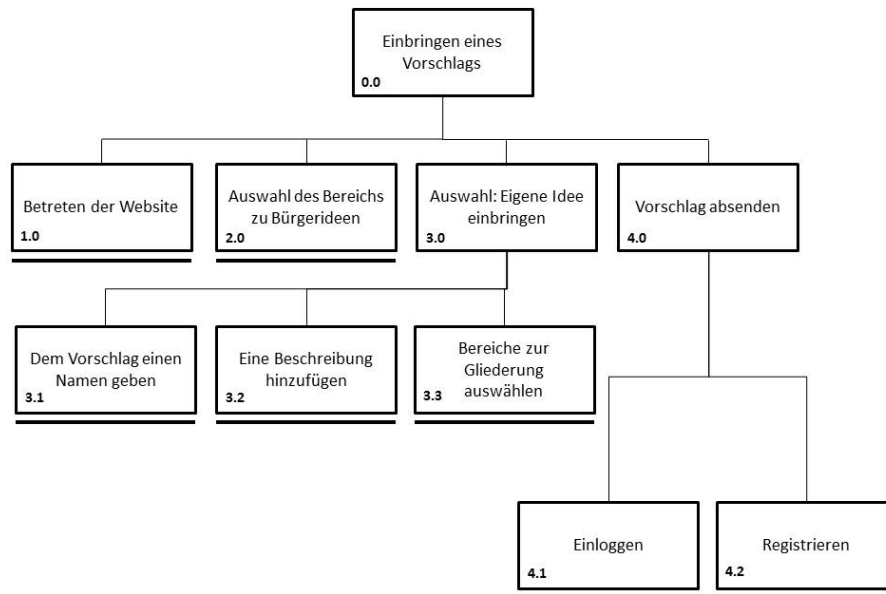 Einbringen eines
Vorschlags
0.0
Betreten der Website
1.0
Auswahl des Bereichs
zu Bürgerideen
2.0
Auswahl: Eigene Idee
einbringen
3.0
Vorschlag absenden
4.0
Dem Vorschlag einen
Namen geben
3.1
Eine Beschreibung
hinzufügen
3.2
Bereiche zur
Gliederung
auswählen
3.3
Einloggen
4.1
Registrieren
4.2